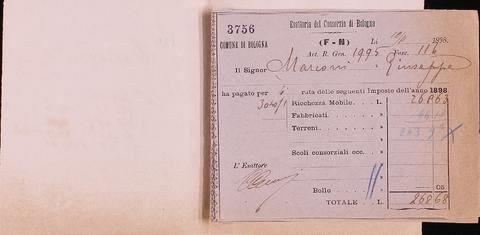 3756
Esattoria del Consorzio di Bologna
COMUNE DI BOLOGNA
(F - N) Li 1898.
Art. R. Gen. 1995 Fasc. 116
Il Signor Marconi Giuseppe
ha pagato per rata delle seguenti Imposte dell'anno 1898
Ricchezza Mobile . . L. 268 63
Fabbricati . . . . »
Terreni . . . . »
Scoli consorziali ecc. . »
L'Esattore
Bollo . . . . » 05
TOTALE . . L. 268 68